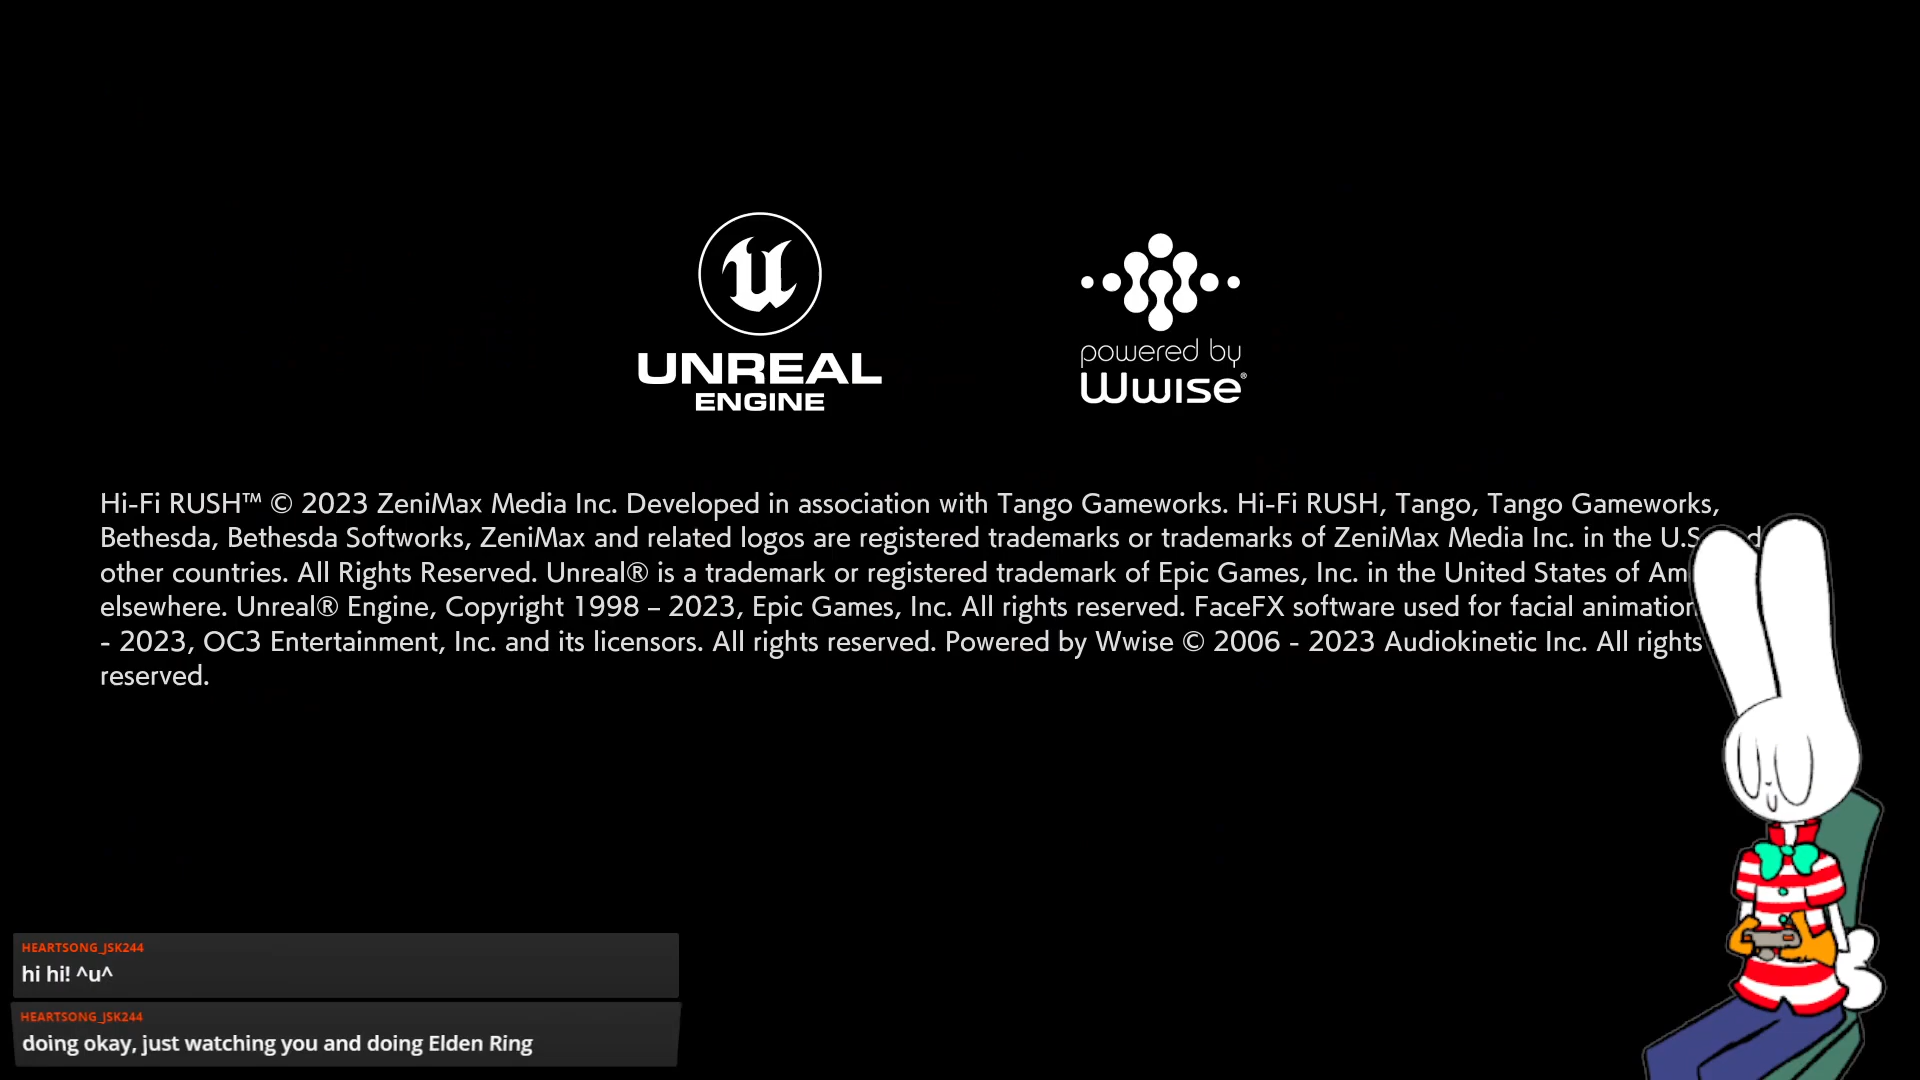 UNREAL
ENGINE
powered by
Wwise®
Hi-Fi RUSH™ © 2023 ZeniMax Media Inc. Developed in association with Tango Gameworks. Hi-Fi RUSH, Tango, Tango Gameworks,
Bethesda, Bethesda Softworks, ZeniMax and related logos are registered trademarks or trademarks of ZeniMax Media Inc. in the U.S
other countries. All Rights Reserved. Unreal® is a trademark or registered trademark of Epic Games, Inc. in the United States of Am
elsewhere. Unreal® Engine, Copyright 1998 – 2023, Epic Games, Inc. All rights reserved. FaceFX software used for facial animation
- 2023, OC3 Entertainment, Inc. and its licensors. All rights reserved. Powered by Wwise © 2006 - 2023 Audiokinetic Inc. All rights
reserved.
HEARTSONG_JSK244
hi hi! ^u^
HEARTSONG_JSK244
doing okay, just watching you and doing Elden Ring